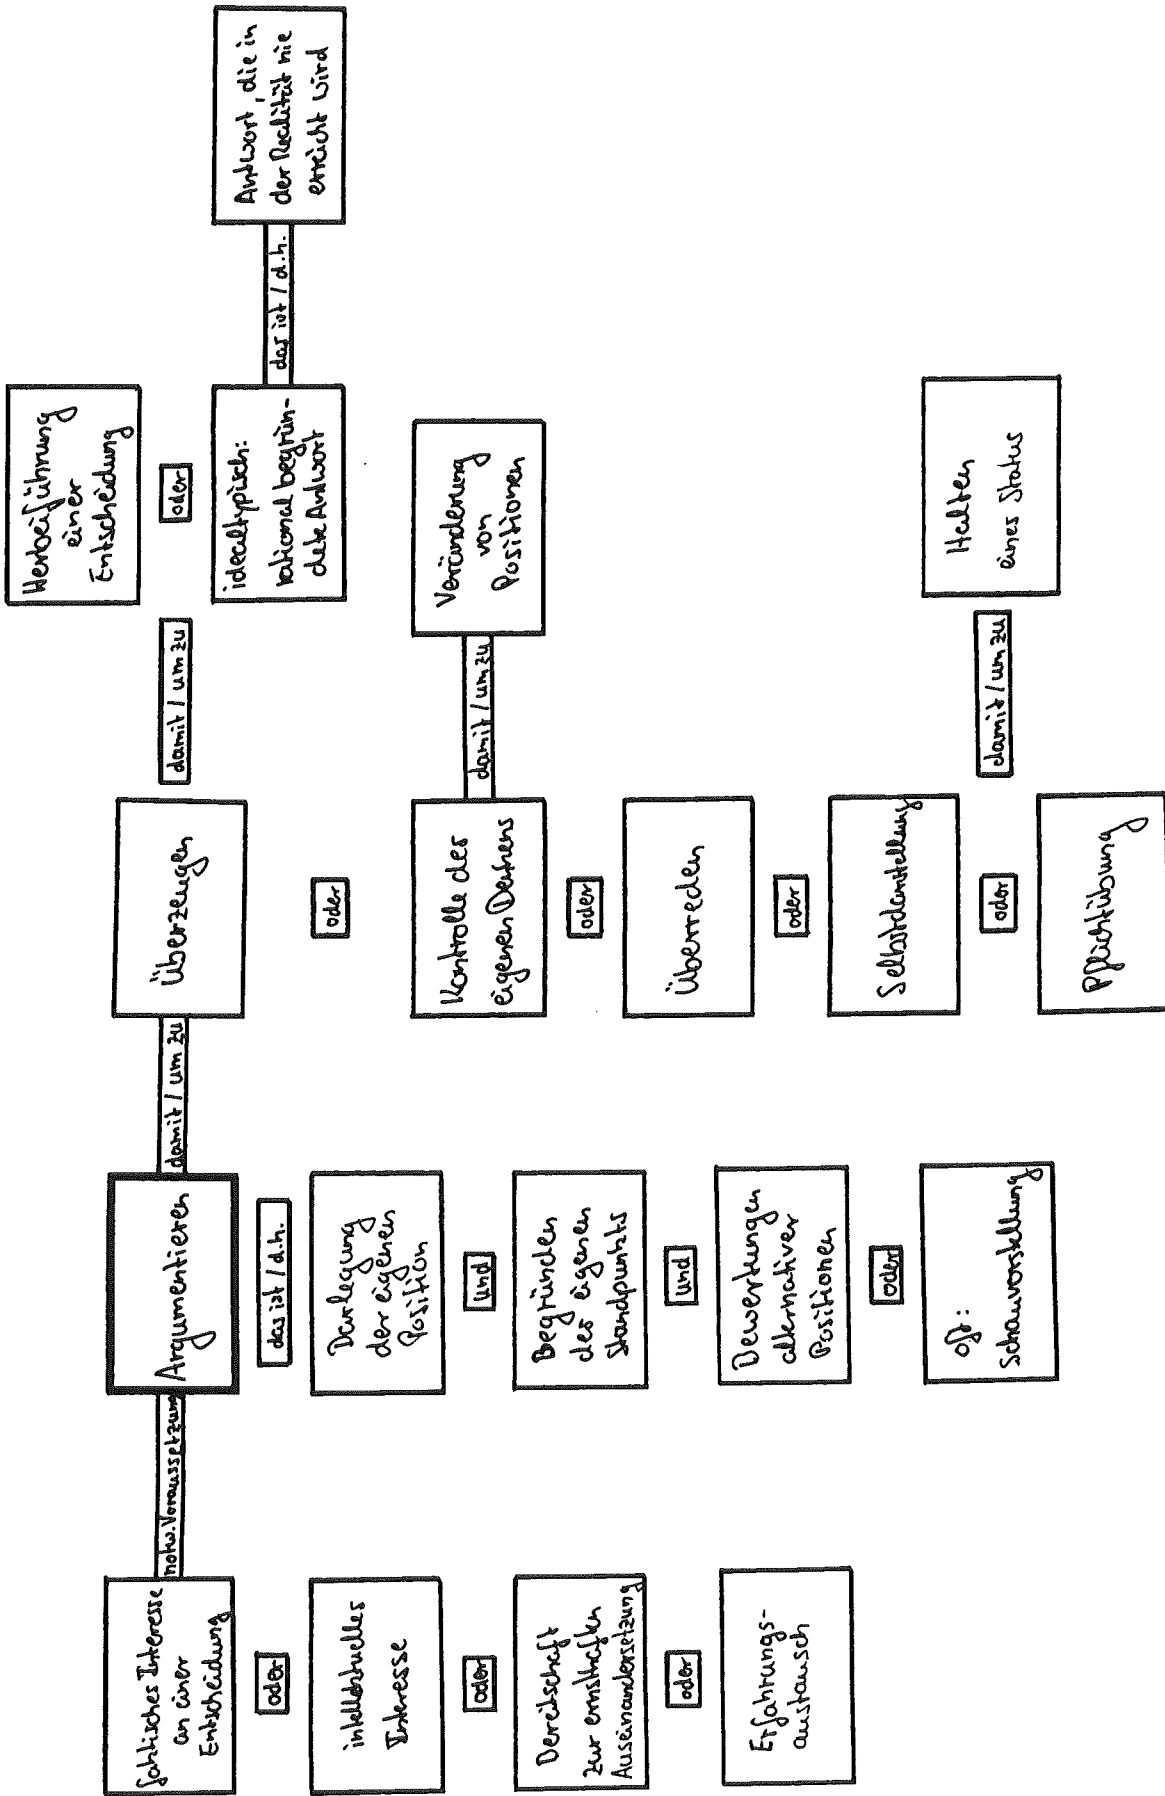 faktisches Interesse
an einer
Entscheidung
oder
intellektuelles
Interesse
oder
Bereitschaft
zur ernsthaften
Auseinandersetzung
oder
Erfahrungs-
austausch
notw. Voraussetzung
Argumentieren
das ist / d.h.
Darlegung
der eigenen
Position
und
Begründen
des eigenen
Standpunkts
und
Bewertungen
alternativer
Positionen
oder
oft:
Schauvorstellung
damit / um zu
Überzeugen
oder
Kontrolle des
eigenen Denkens
oder
Überreden
oder
Selbstdarstellung
oder
Pflichtübung
damit / um zu
Herbeiführung
einer
Entscheidung
oder
idealtypisch:
rational begrün-
dete Antwort
das ist / d.h.
Antwort, die in
der Realität nie
erreicht wird
damit / um zu
Veränderung
von
Positionen
damit / um zu
Halten
eines Status